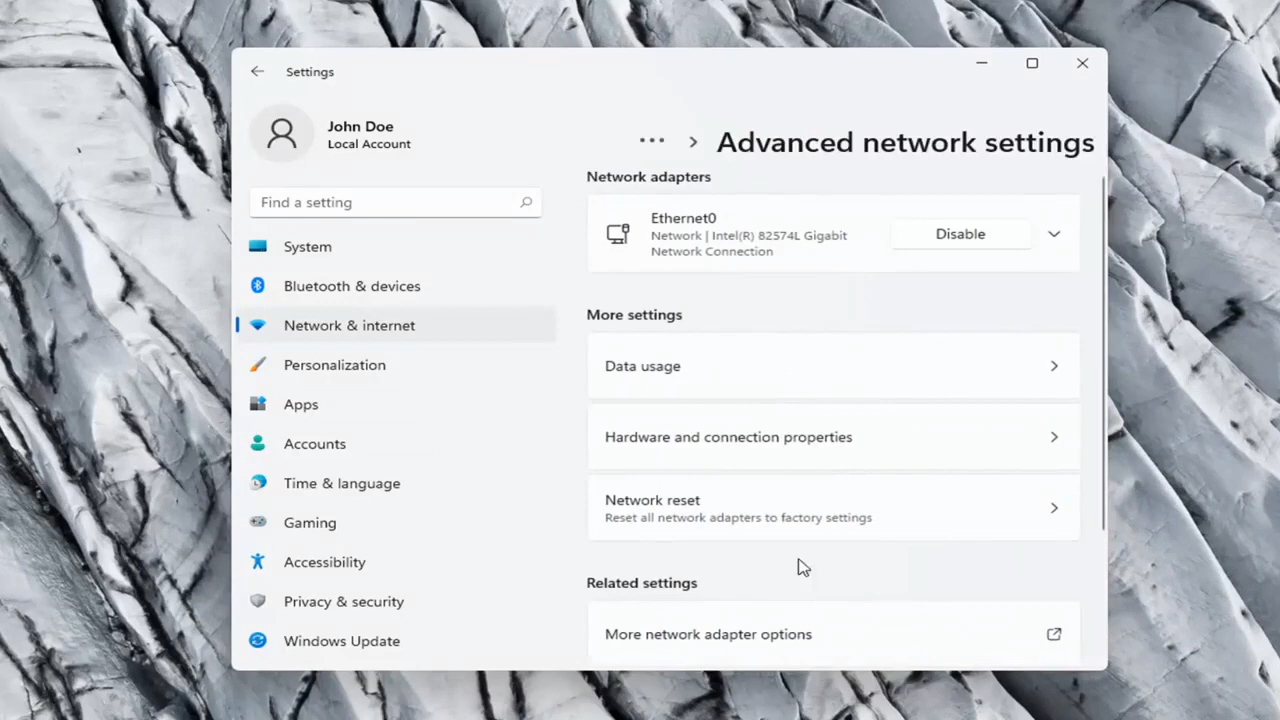 Settings
John Doe
Local Account
Find a setting
System
Bluetooth & devices
Network & internet
Personalization
Apps
Accounts
Time & language
Gaming
Accessibility
Privacy & security
Windows Update
... > Advanced network settings
Network adapters
Ethernet0
Network | Intel(R) 82574L Gigabit
Network Connection
Disable
More settings
Data usage
Hardware and connection properties
Network reset
Reset all network adapters to factory settings
Related settings
More network adapter options